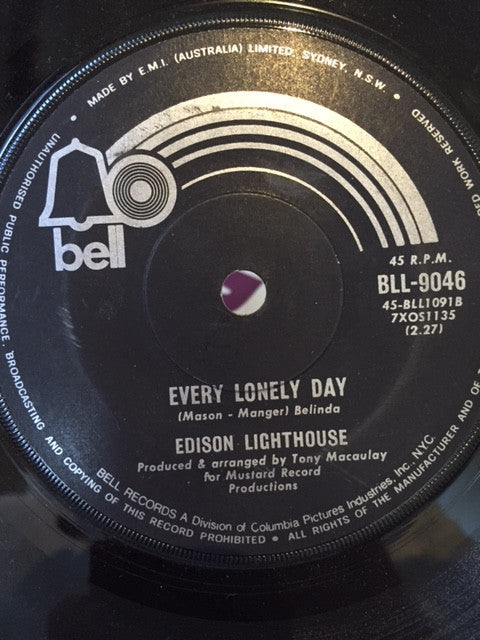 MADE BY E.M.I. (AUSTRALIA) LIMITED, SYDNEY, N.S.W. •
ED WORK RESERVED
bell
45 R.P.M.
BLL-9046
45-BLL1091B
7XOS1135
(2.27)
EVERY LONELY DAY
(Mason - Manger) Belinda
EDISON LIGHTHOUSE
Produced & arranged by Tony Macaulay
for Mustard Record
Productions
BELL RECORDS A Division of Columbia Pictures Industries, Inc. NYC.
UNAUTHORISED PUBLIC PERFORMANCE, BROADCASTING AND COPYING OF THIS RECORD PROHIBITED • ALL RIGHTS OF THE MANUFACTURER AND OF T